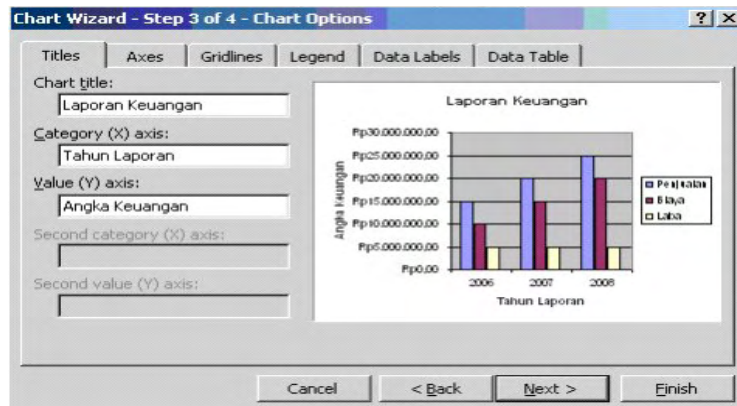 Chart Wizard - Step 3 of 4 - Chart Options
Titles Axes Gridlines Legend Data Labels Data Table
Chart title:
Laporan Keuangan
Category (X) axis:
Tahun Laporan
Value (Y) axis:
Angka Keuangan
Second category (X) axis:
Second value (Y) axis:
Laporan Keuangan
Rp30.000.000,00
Rp25.000.000,00
Rp20.000.000,00
Rp15.000.000,00
Rp10.000.000,00
Rp5.000.000,00
Rp0,00
Angka Keuangan
2006 2007 2008
Tahun Laporan
Penjualan
Biaya
Laba
Cancel < Back Next > Finish